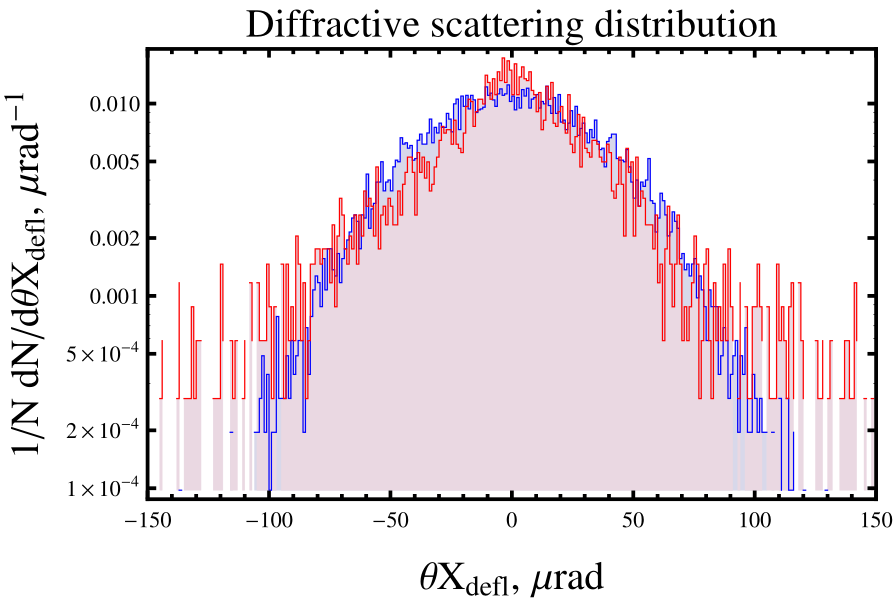 Diffractive scattering distribution
1/N dN/dθX_defl, μrad⁻¹
0.010
0.005
0.002
0.001
5×10⁻⁴
2×10⁻⁴
1×10⁻⁴
−150 −100 −50 0 50 100 150
θX_defl, μrad